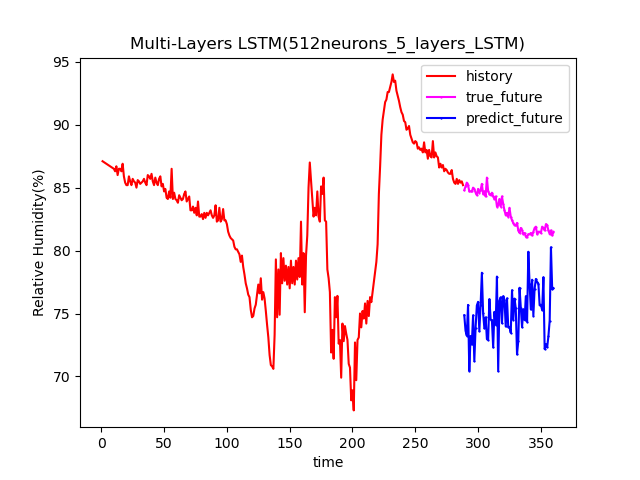 Multi-Layers LSTM(512neurons_5_layers_LSTM)
history
true_future
predict_future
Relative Humidity(%)
95
90
85
80
75
70
0 50 100 150 200 250 300 350
time